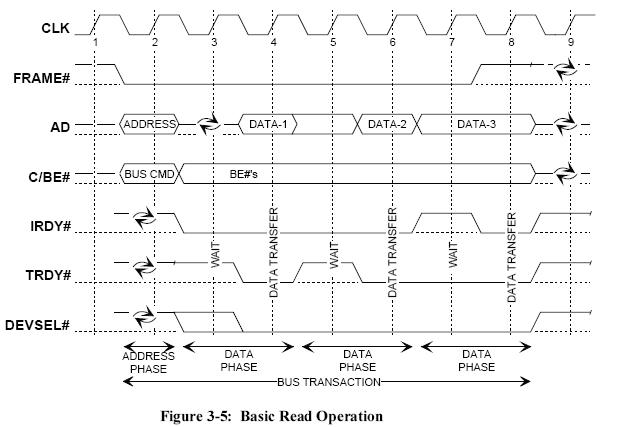 CLK
1 2 3 4 5 6 7 8 9
FRAME#
AD ADDRESS DATA-1 DATA-2 DATA-3
C/BE# BUS CMD BE#'s
IRDY#
WAIT DATA TRANSFER WAIT DATA TRANSFER WAIT DATA TRANSFER
TRDY#
DEVSEL#
ADDRESS DATA DATA DATA
PHASE PHASE PHASE PHASE
BUS TRANSACTION
Figure 3-5: Basic Read Operation